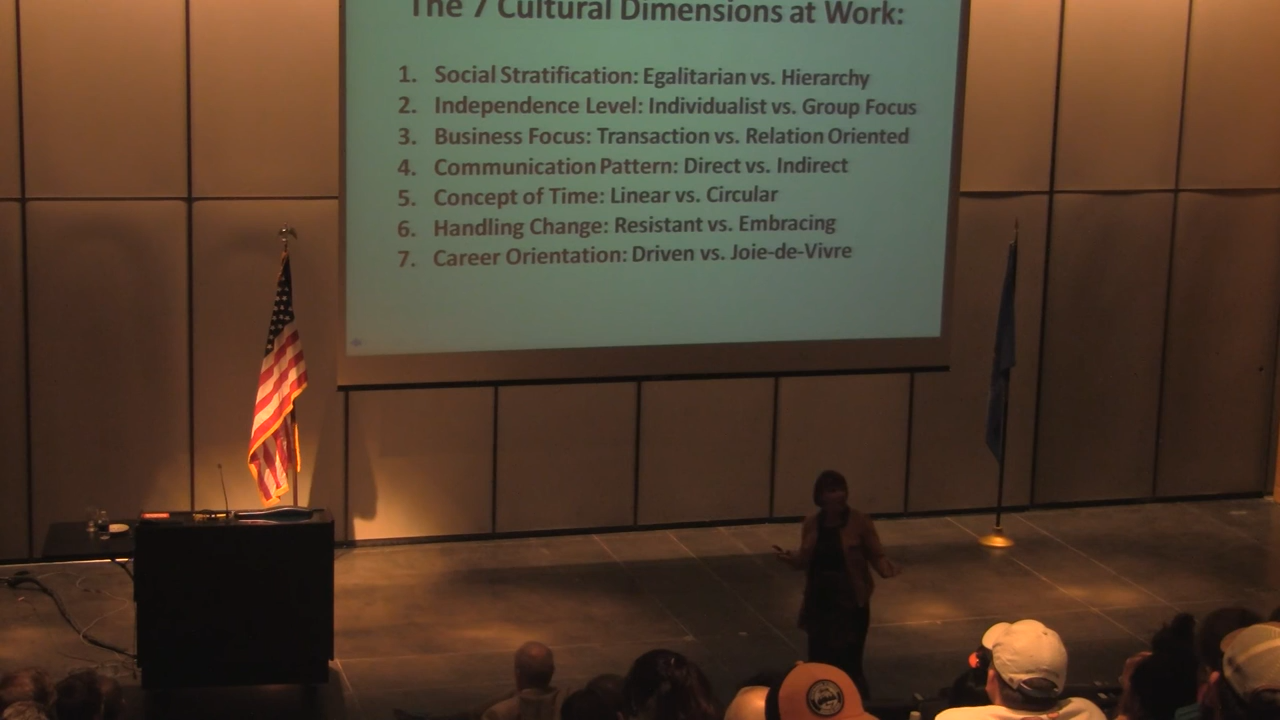 The 7 Cultural Dimensions at Work:
1. Social Stratification: Egalitarian vs. Hierarchy
2. Independence Level: Individualist vs. Group Focus
3. Business Focus: Transaction vs. Relation Oriented
4. Communication Pattern: Direct vs. Indirect
5. Concept of Time: Linear vs. Circular
6. Handling Change: Resistant vs. Embracing
7. Career Orientation: Driven vs. Joie-de-Vivre